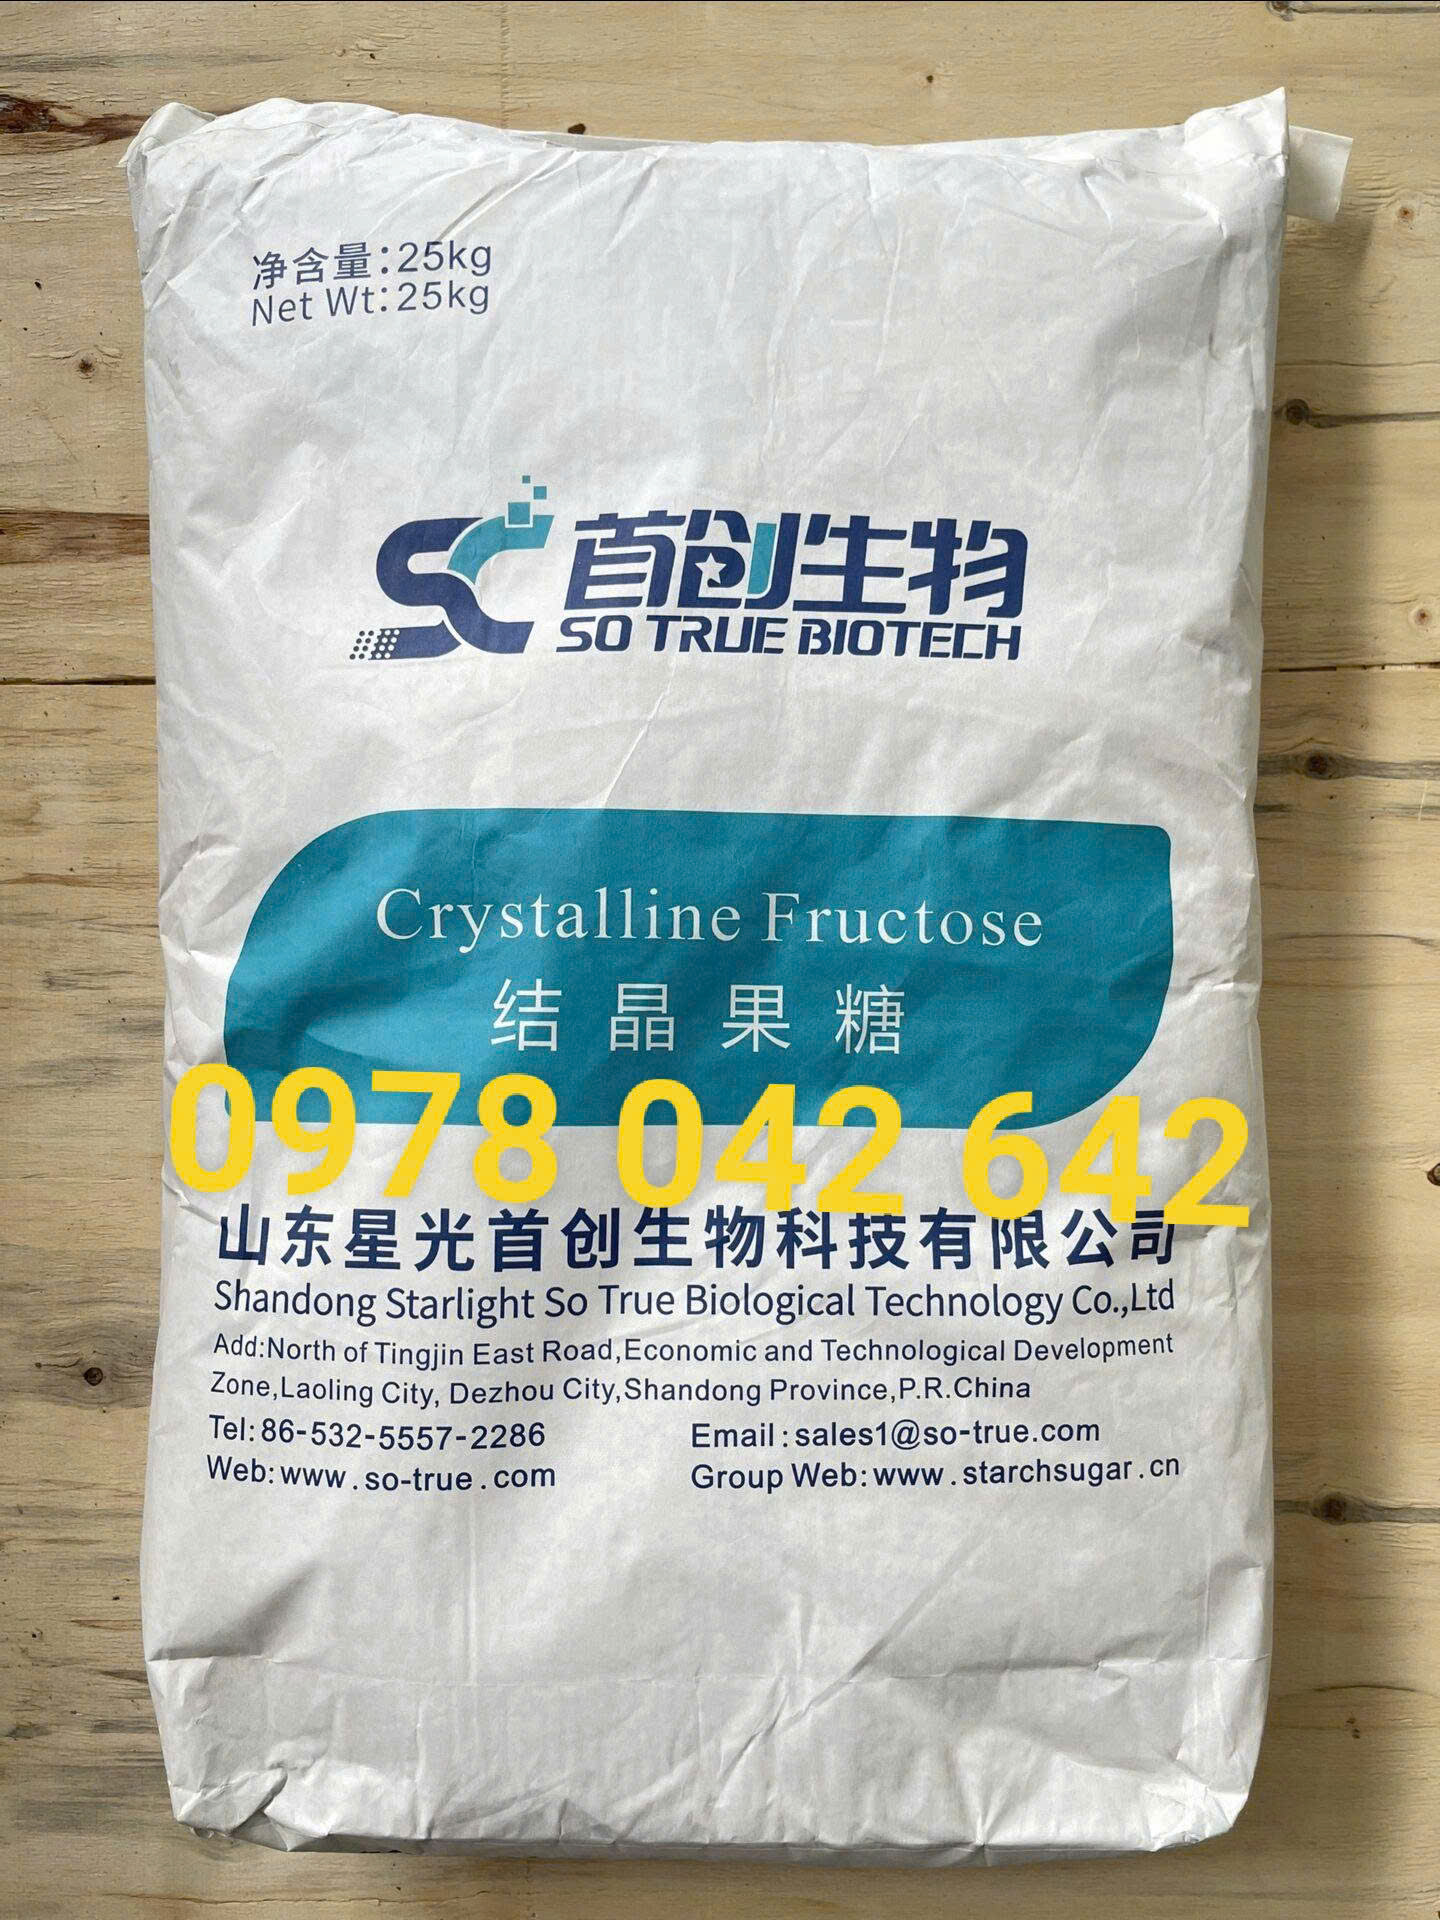 净含量:25kg
Net Wt:25kg
SC 首创生物
SO TRUE BIOTECH
Crystalline Fructose
结晶果糖
0978 042 642
山东星光首创生物科技有限公司
Shandong Starlight So True Biological Technology Co.,Ltd
Add:North of Tingjin East Road,Economic and Technological Development
Zone,Laoling City, Dezhou City,Shandong Province,P.R.China
Tel:86-532-5557-2286 Email:sales1@so-true.com
Web:www.so-true.com Group Web:www.starchsugar.cn